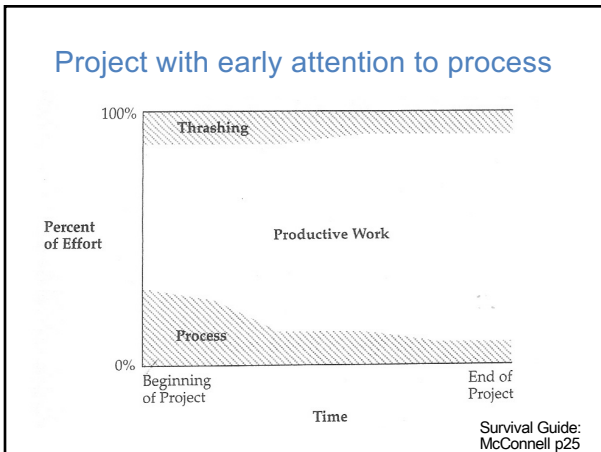 Project with early attention to process
100%
Thrashing
Percent
of Effort
Productive Work
Process
0%
Beginning
of Project
End of
Project
Time
Survival Guide:
McConnell p25